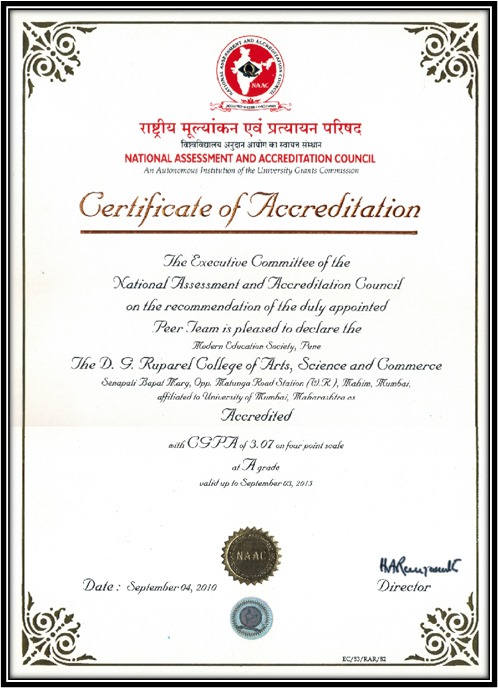 NATIONAL ASSESSMENT AND ACCREDITATION COUNCIL
NAAC
राष्ट्रीय मूल्यांकन एवं प्रत्यायन परिषद
विश्वविद्यालय अनुदान आयोग का स्वायत्त संस्थान
NATIONAL ASSESSMENT AND ACCREDITATION COUNCIL
An Autonomous Institution of the University Grants Commission
Certificate of Accreditation
The Executive Committee of the
National Assessment and Accreditation Council
on the recommendation of the duly appointed
Peer Team is pleased to declare the
Modern Education Society, Pune
The D. G. Ruparel College of Arts, Science and Commerce
Senapati Bapat Marg, Opp. Matunga Road Station (W.R.), Mahim, Mumbai,
affiliated to University of Mumbai, Maharashtra as
Accredited
with CGPA of 3.07 on four point scale
at A grade
valid up to September 03, 2015
NAAC
Date : September 04, 2010
Director
EC/53/RAR/82